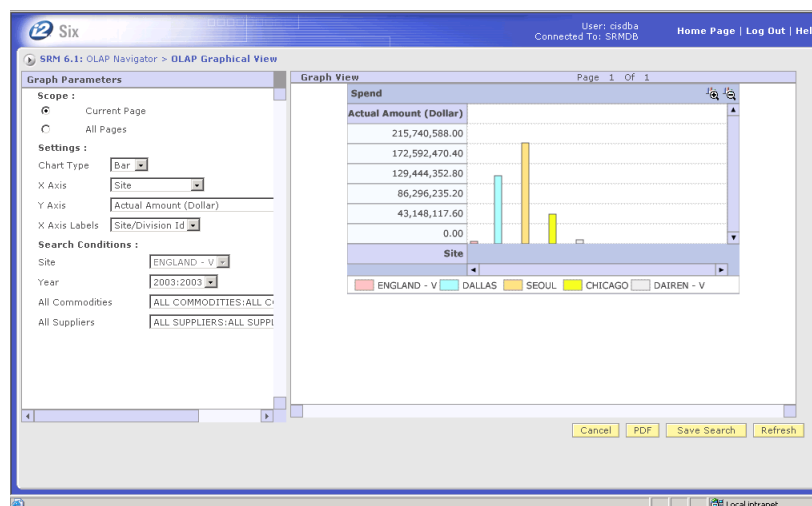 i2 Six
User: cisdba
Connected To: SRMDB
Home Page | Log Out | Hel
SRM 6.1: OLAP Navigator > OLAP Graphical View
Graph Parameters
Scope :
Current Page
All Pages
Settings :
Chart Type Bar
X Axis Site
Y Axis Actual Amount (Dollar)
X Axis Labels Site/Division Id
Search Conditions :
Site ENGLAND - V
Year 2003:2003
All Commodities ALL COMMODITIES:ALL C
All Suppliers ALL SUPPLIERS:ALL SUPPL
Graph View Page 1 Of 1
Spend
Actual Amount (Dollar)
215,740,588.00
172,592,470.40
129,444,352.80
86,296,235.20
43,148,117.60
0.00
Site
ENGLAND - V DALLAS SEOUL CHICAGO DAIREN - V
Cancel PDF Save Search Refresh
Local intranet